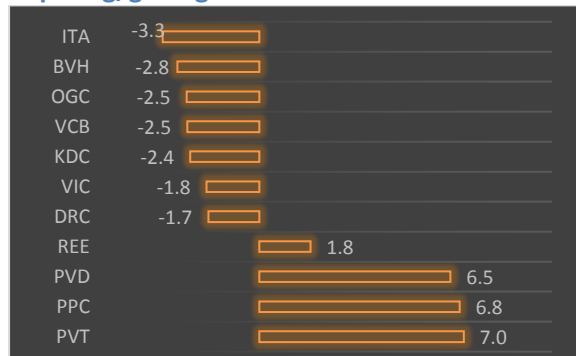 ITA -3.3
BVH -2.8
OGC -2.5
VCB -2.5
KDC -2.4
VIC -1.8
DRC -1.7
REE 1.8
PVD 6.5
PPC 6.8
PVT 7.0